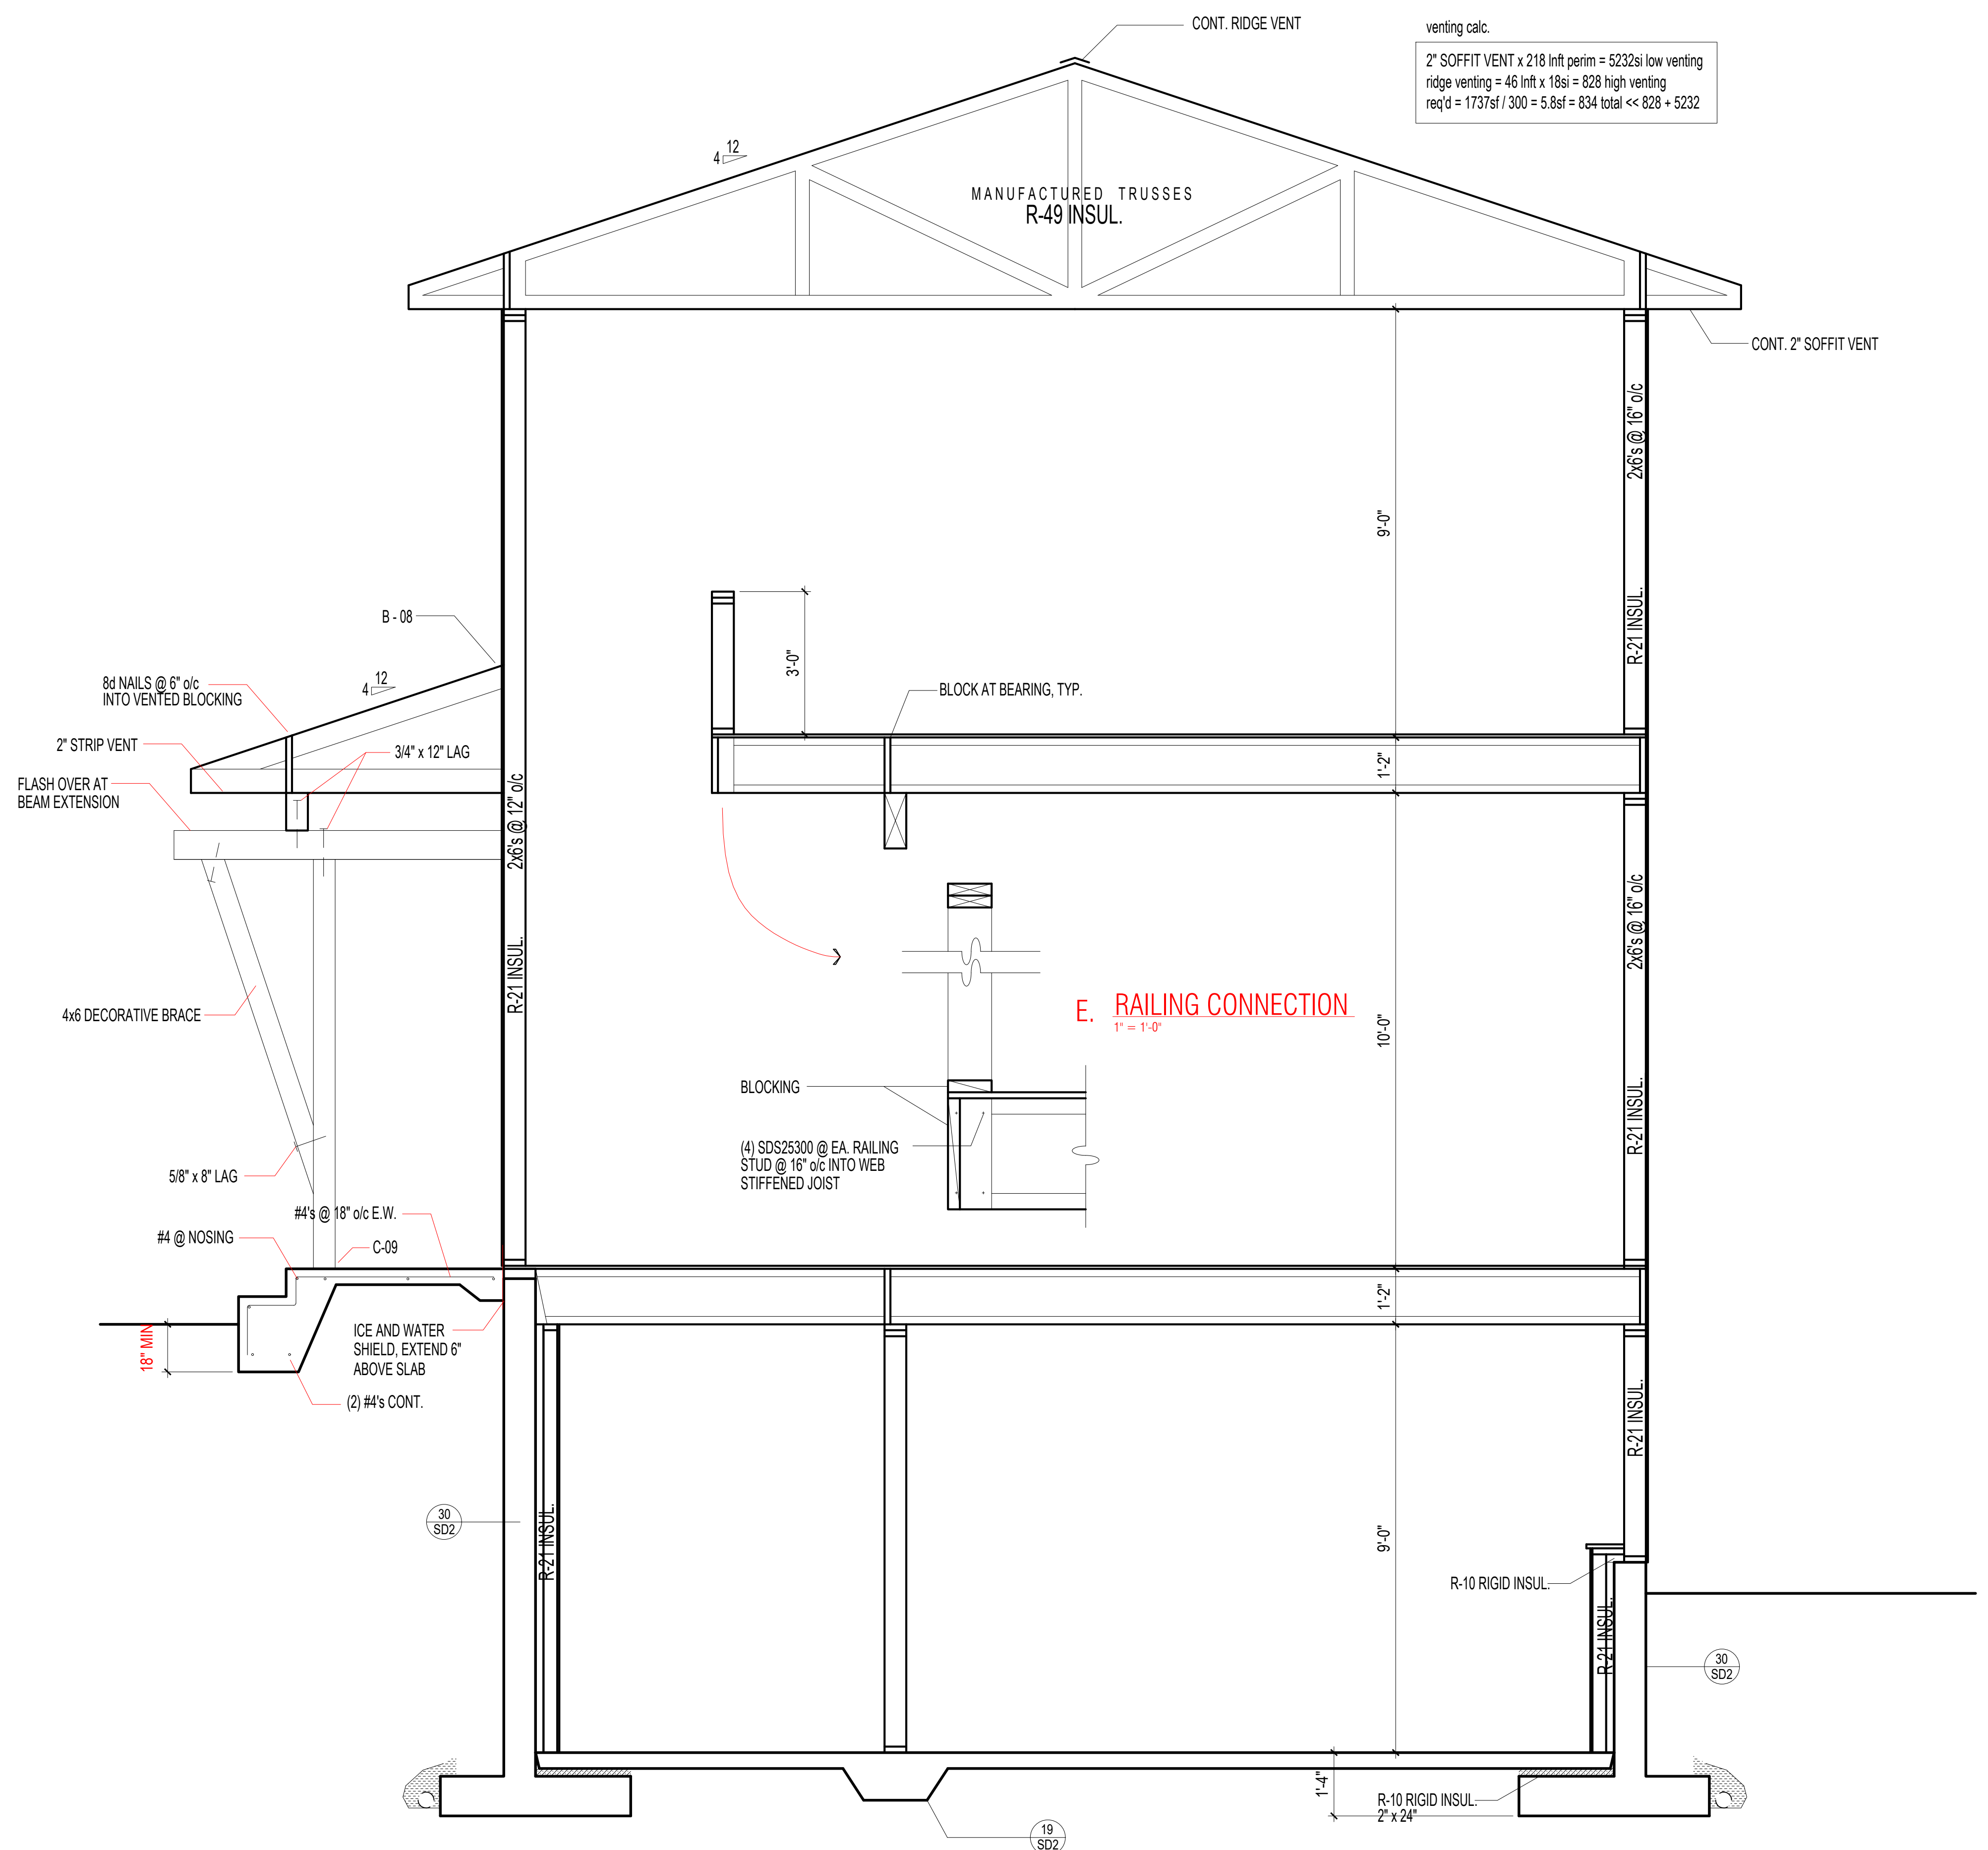 CONT. RIDGE VENT
venting calc.
2" SOFFIT VENT x 218 lnft perim = 5232si low venting
ridge venting = 46 lnft x 18si = 828 high venting
req'd = 1737sf / 300 = 5.8sf = 834 total << 828 + 5232
12
4
MANUFACTURED TRUSSES
R-49 INSUL.
CONT. 2" SOFFIT VENT
2x6's @ 16" o/c
9'-0"
R-21 INSUL.
B - 08
3'-0"
12
4
8d NAILS @ 6" o/c
INTO VENTED BLOCKING
BLOCK AT BEARING, TYP.
2" STRIP VENT
3/4" x 12" LAG
1'-2"
FLASH OVER AT
BEAM EXTENSION
2x6's @ 12" o/c
2x6's @ 16" o/c
R-21 INSUL.
E. RAILING CONNECTION
1" = 1'-0"
4x6 DECORATIVE BRACE
10'-0"
BLOCKING
R-21 INSUL.
(4) SDS25300 @ EA. RAILING
STUD @ 16" o/c INTO WEB
STIFFENED JOIST
5/8" x 8" LAG
#4's @ 18" o/c E.W.
#4 @ NOSING
C-09
1'-2"
18" MIN
ICE AND WATER
SHIELD, EXTEND 6"
ABOVE SLAB
(2) #4's CONT.
R-21 INSUL.
30
SD2
R-21 INSUL.
9'-0"
R-10 RIGID INSUL.
R-21 INSUL.
30
SD2
1'-4"
R-10 RIGID INSUL.
2" x 24"
19
SD2